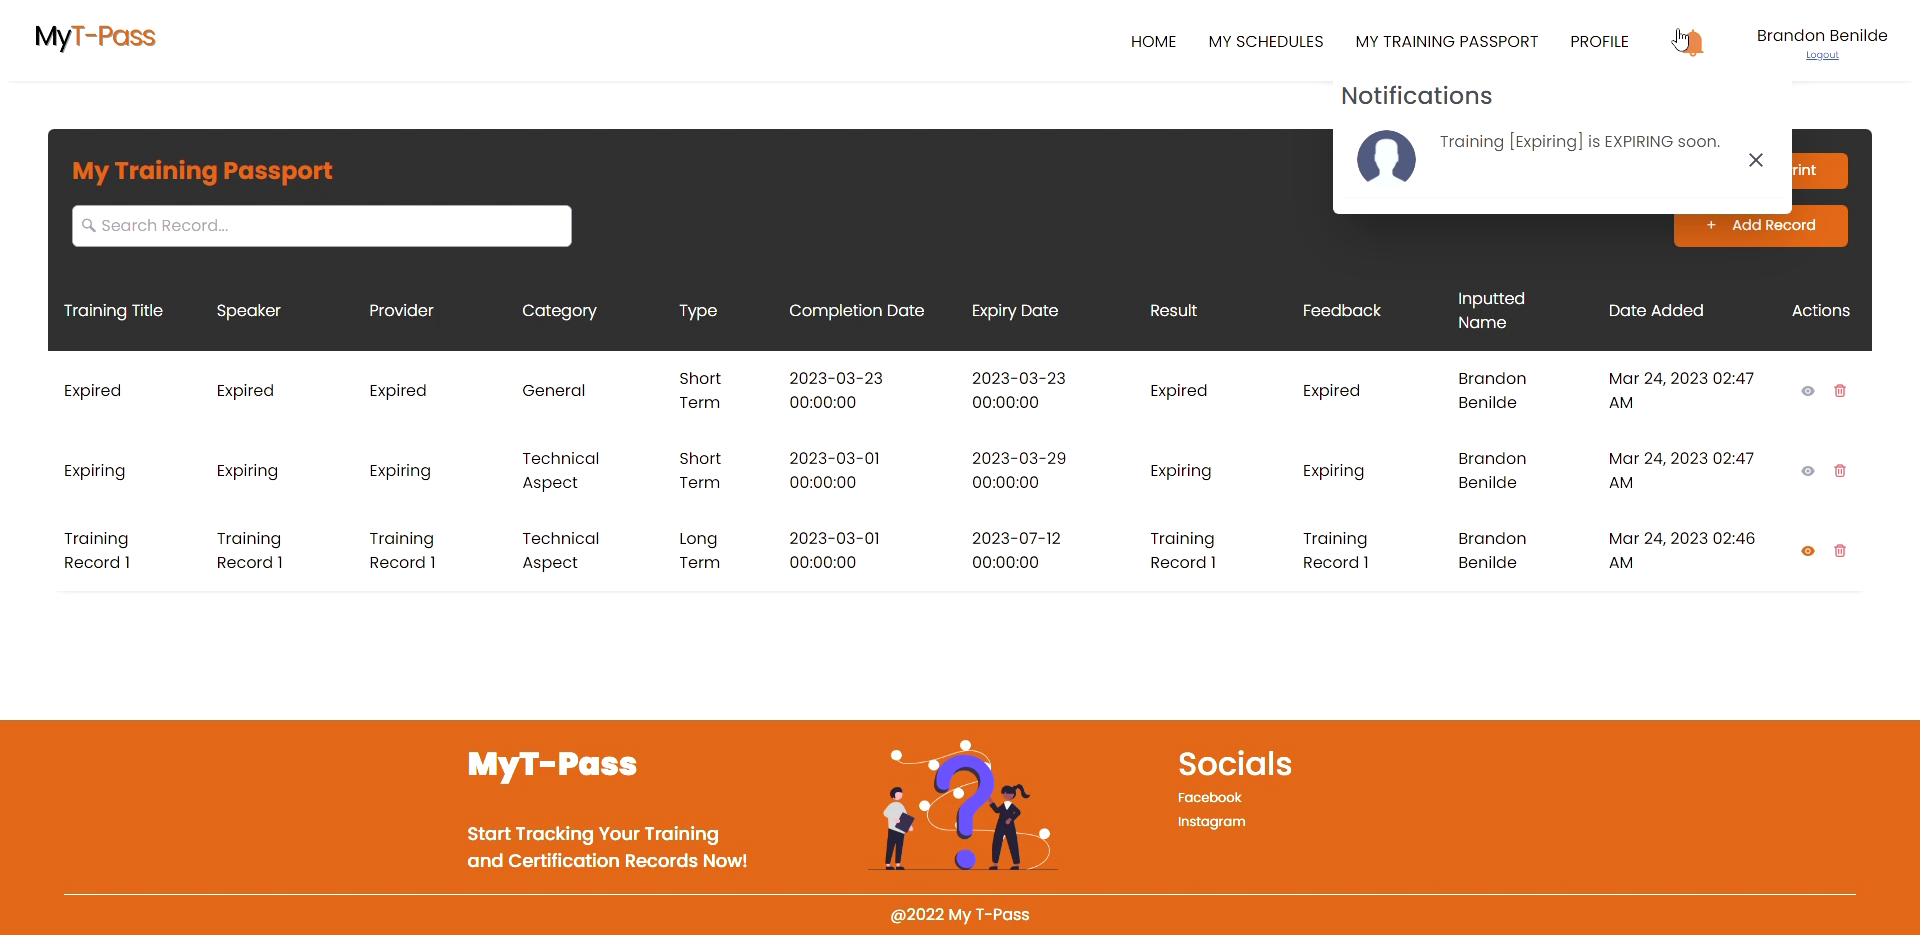 MyT-Pass
HOME
MY SCHEDULES
MY TRAINING PASSPORT
PROFILE
Brandon Benilde
Logout
Notifications
Training [Expiring] is EXPIRING soon.
My Training Passport
Search Record...
+ Add Record
Training Title
Speaker
Provider
Category
Type
Completion Date
Expiry Date
Result
Feedback
Inputted
Name
Date Added
Actions
Expired
Expired
Expired
General
Short
Term
2023-03-23
00:00:00
2023-03-23
00:00:00
Expired
Expired
Brandon
Benilde
Mar 24, 2023 02:47
AM
Expiring
Expiring
Expiring
Technical
Aspect
Short
Term
2023-03-01
00:00:00
2023-03-29
00:00:00
Expiring
Expiring
Brandon
Benilde
Mar 24, 2023 02:47
AM
Training
Record 1
Training
Record 1
Training
Record 1
Technical
Aspect
Long
Term
2023-03-01
00:00:00
2023-07-12
00:00:00
Training
Record 1
Training
Record 1
Brandon
Benilde
Mar 24, 2023 02:46
AM
MyT-Pass
Start Tracking Your Training
and Certification Records Now!
Socials
Facebook
Instagram
@2022 My T-Pass